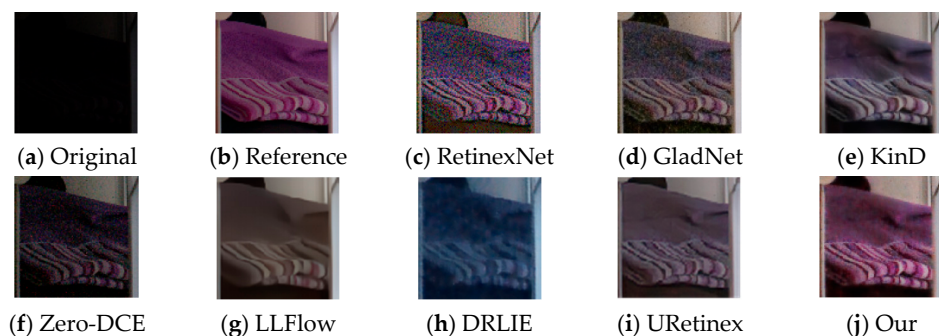 (a) Original
(b) Reference
(c) RetinexNet
(d) GladNet
(e) KinD
(f) Zero-DCE
(g) LLFlow
(h) DRLIE
(i) URetinex
(j) Our